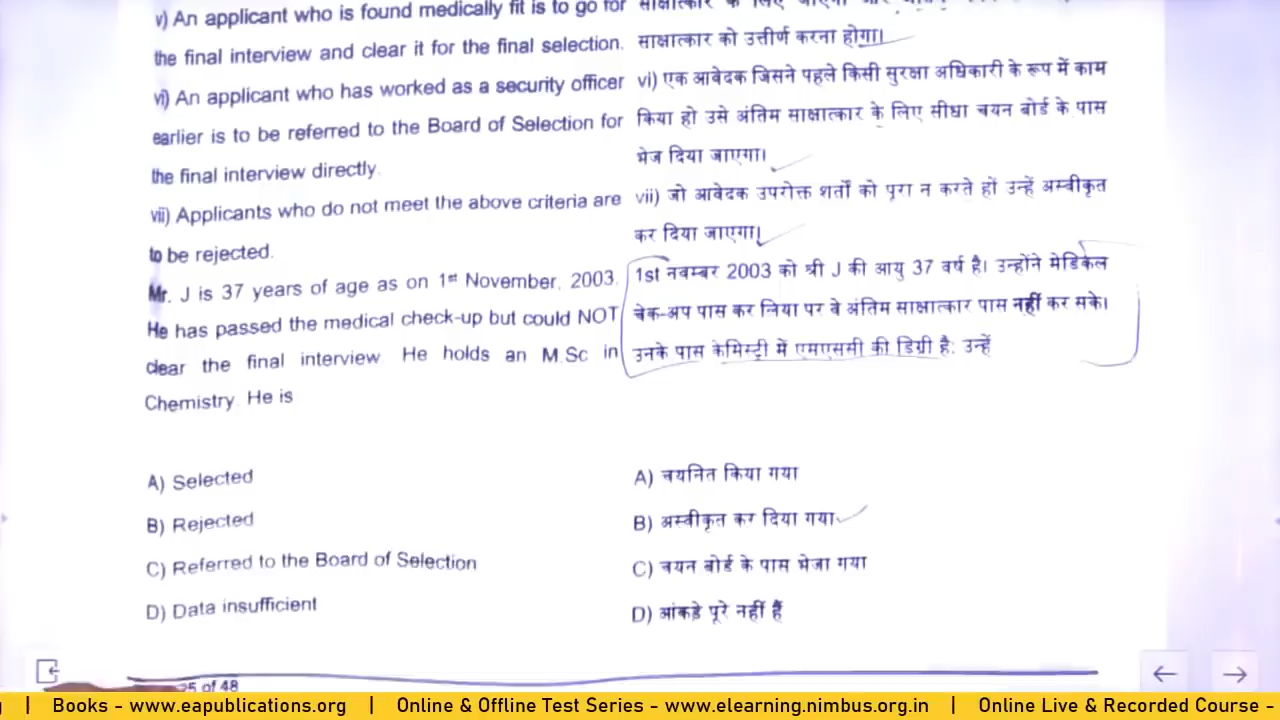 v) An applicant who is found medically fit is to go for
the final interview and clear it for the final selection.
vi) An applicant who has worked as a security officer
earlier is to be referred to the Board of Selection for
the final interview directly.
vii) Applicants who do not meet the above criteria are
to be rejected.
Mr. J is 37 years of age as on 1st November, 2003.
He has passed the medical check-up but could NOT
clear the final interview He holds an M.Sc in
Chemistry He is
A) Selected
B) Rejected
C) Referred to the Board of Selection
D) Data insufficient
साक्षात्कार के लिए
साक्षात्कार को उत्तीर्ण करना होगा।
vi) एक आवेदक जिसने पहले किसी सुरक्षा अधिकारी के रूप में काम
किया हो उसे अंतिम साक्षात्कार के लिए सीधा चयन बोर्ड के पास
भेज दिया जाएगा।
vii) जो आवेदक उपरोक्त शर्तों को पूरा न करते हों उन्हें अस्वीकृत
कर दिया जाएगा।
1st नवम्बर 2003 को श्री J की आयु 37 वर्ष है। उन्होंने मेडिकल
चेक-अप पास कर लिया पर वे अंतिम साक्षात्कार पास नहीं कर सके।
उनके पास केमिस्ट्री में एमएससी की डिग्री है: उन्हें
A) चयनित किया गया
B) अस्वीकृत कर दिया गया
C) चयन बोर्ड के पास भेजा गया
D) आंकड़े पूरे नहीं हैं
25 of 48
| Books - www.eapublications.org | Online & Offline Test Series - www.elearning.nimbus.org.in | Online Live & Recorded Course -